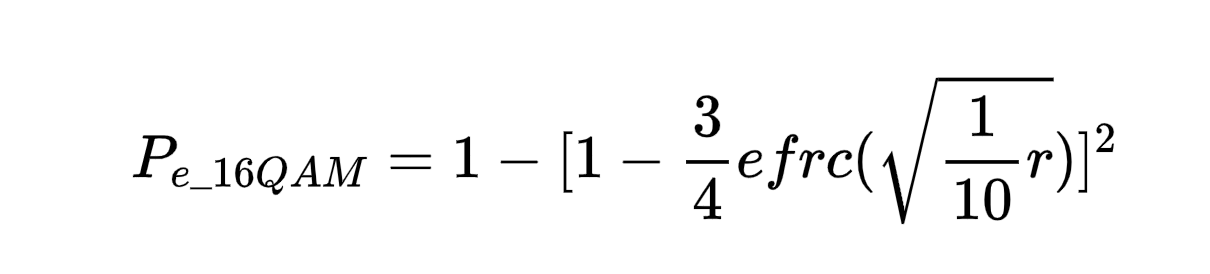 P_{e\_16QAM} = 1 - [1 - \frac{3}{4}efrc(\sqrt{\frac{1}{10}r})]^2